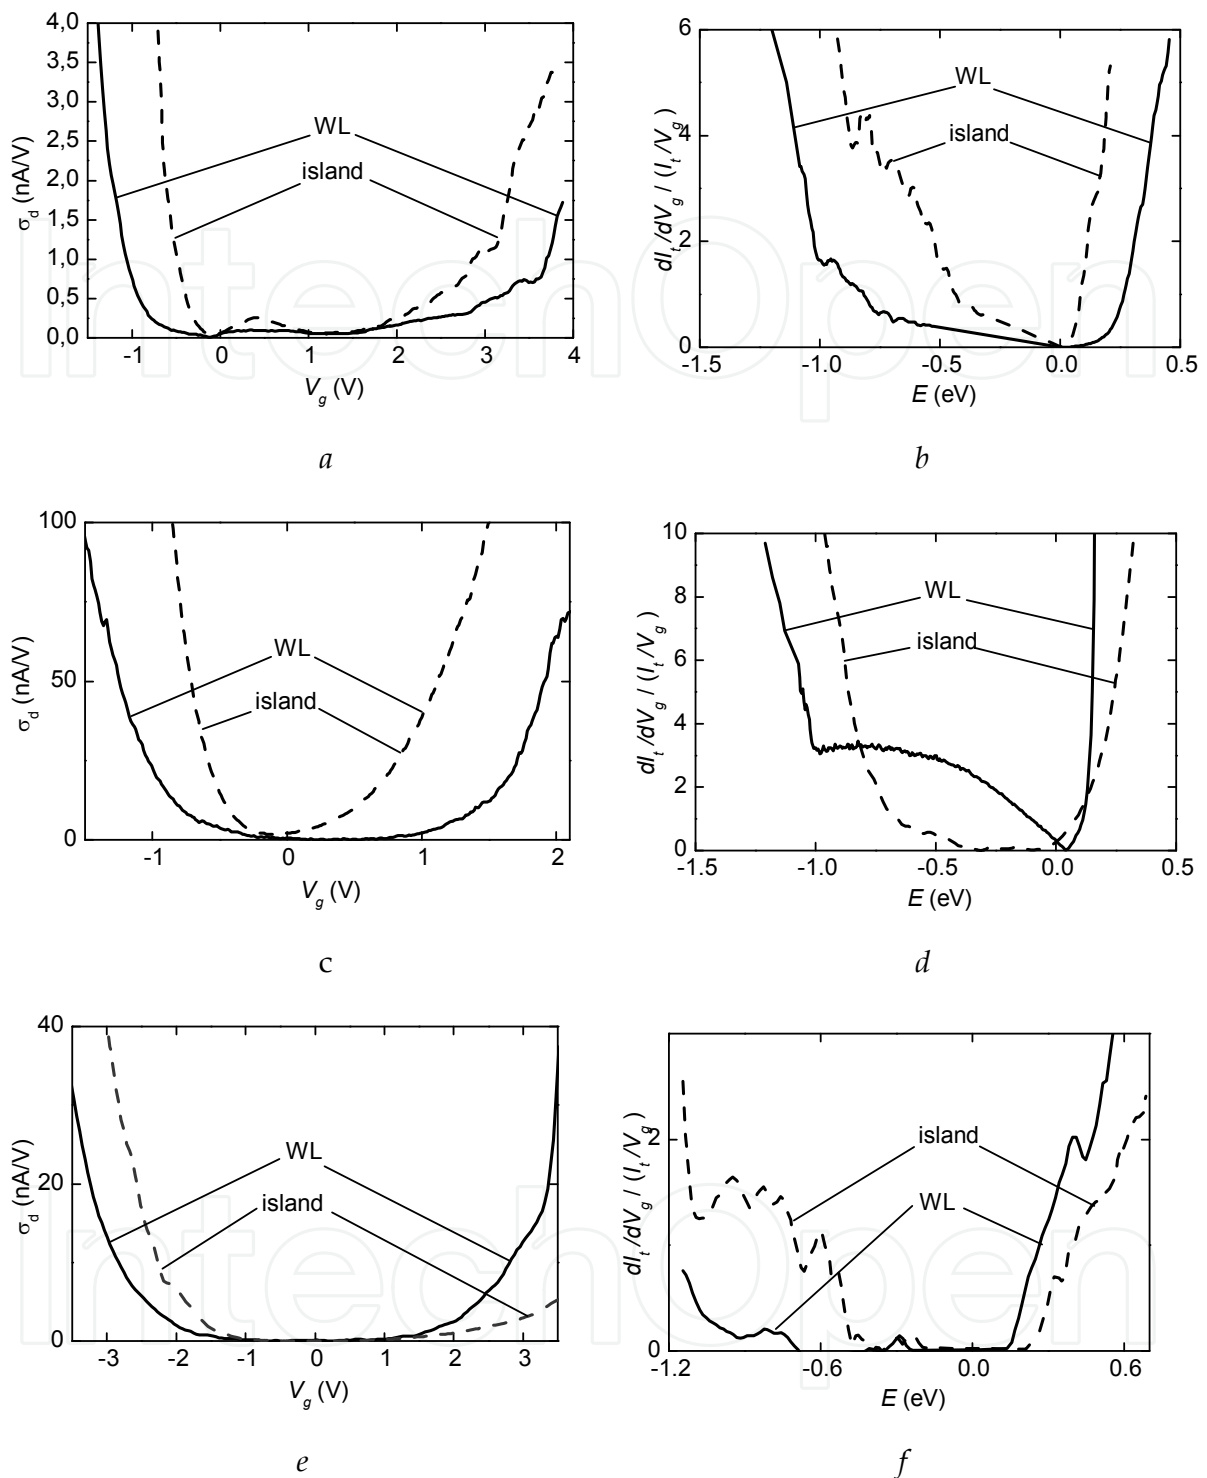 4,0
3,5
3,0
2,5
2,0
1,5
1,0
0,5
0,0
σd (nA/V)
WL
island
-1
0
1
2
3
4
Vg (V)
a
6
4
2
0
dIt/dVg / (It/Vg)
WL
island
-1.5
-1.0
-0.5
0.0
0.5
E (eV)
b
100
50
0
σd (nA/V)
WL
island
-1
0
1
2
Vg (V)
c
10
8
6
4
2
0
dIt/dVg / (It/Vg)
WL
island
-1.5
-1.0
-0.5
0.0
0.5
E (eV)
d
40
20
0
σd (nA/V)
WL
island
-3
-2
-1
0
1
2
3
Vg (V)
e
2
0
dIt/dVg / (It/Vg)
island
WL
-1.2
-0.6
0.0
0.6
E (eV)
f
IntechOpen
IntechOpen